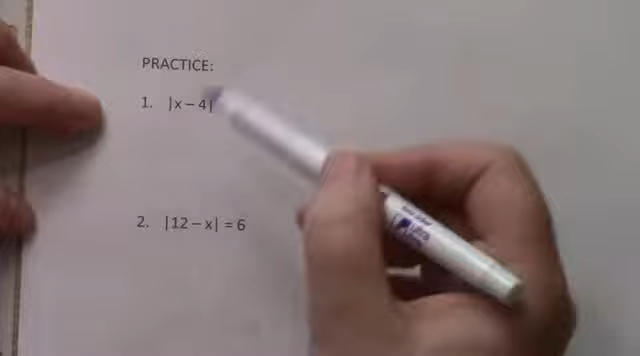 PRACTICE:
1. |x – 4|
2. |12 – x| = 6